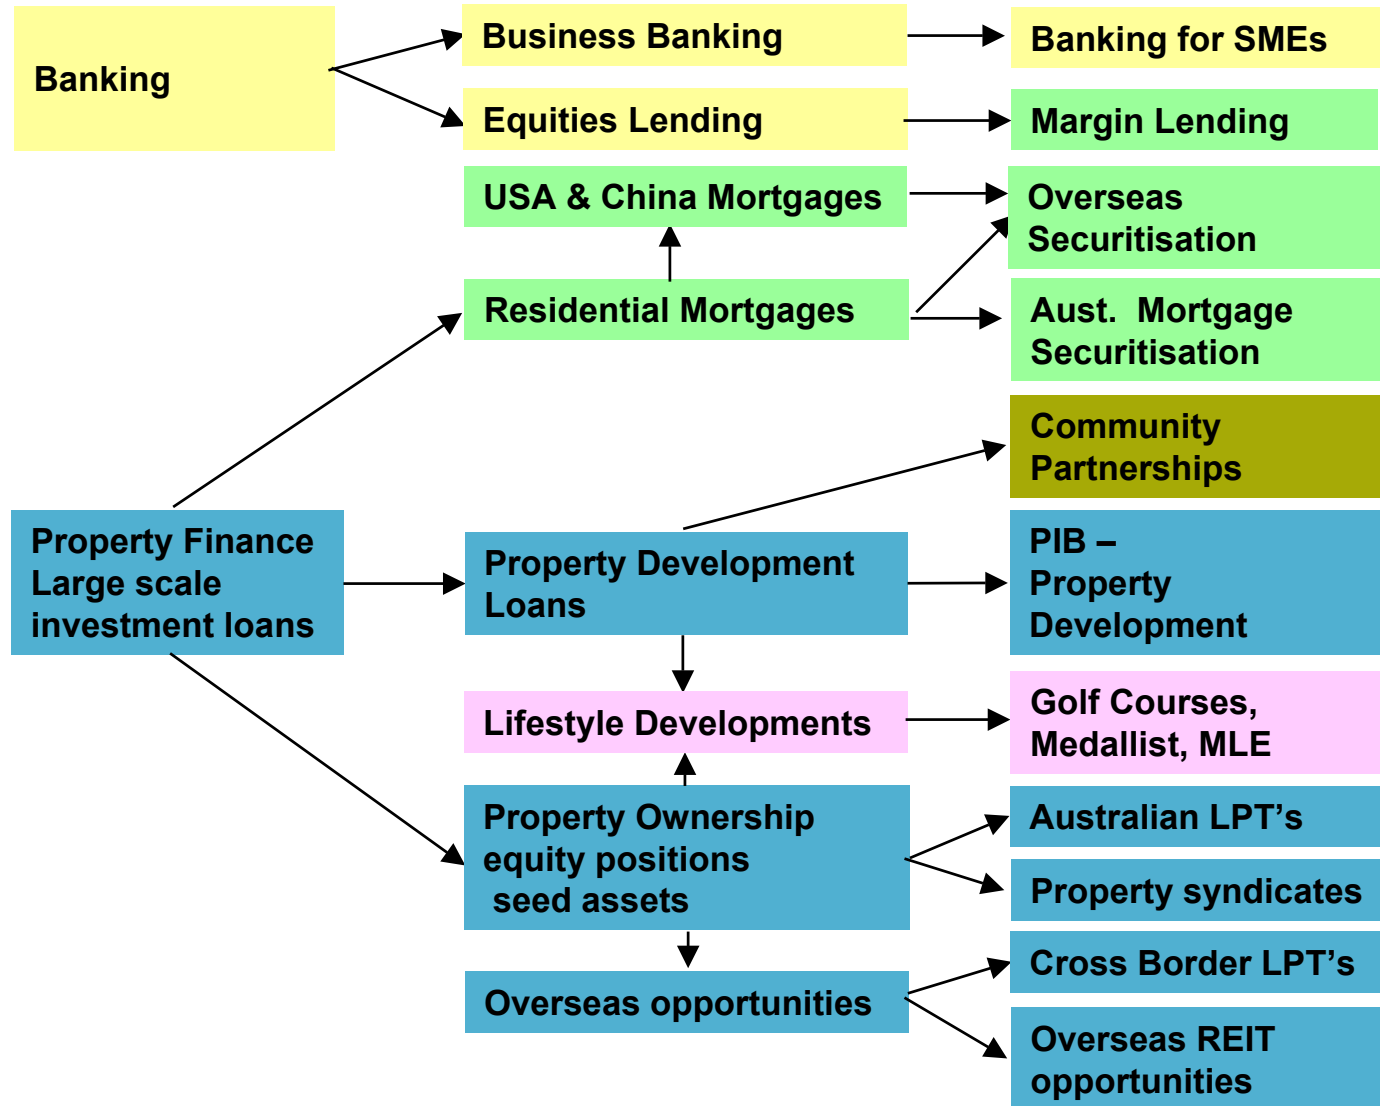 Banking
Business Banking
Banking for SMEs
Equities Lending
Margin Lending
USA & China Mortgages
Overseas
Securitisation
Residential Mortgages
Aust.  Mortgage
Securitisation
Community
Partnerships
Property Finance
Large scale
investment loans
Property Development
Loans
PIB –
Property
Development
Lifestyle Developments
Golf Courses,
Medallist, MLE
Property Ownership
equity positions
seed assets
Australian LPT’s
Property syndicates
Overseas opportunities
Cross Border LPT’s
Overseas REIT
opportunities